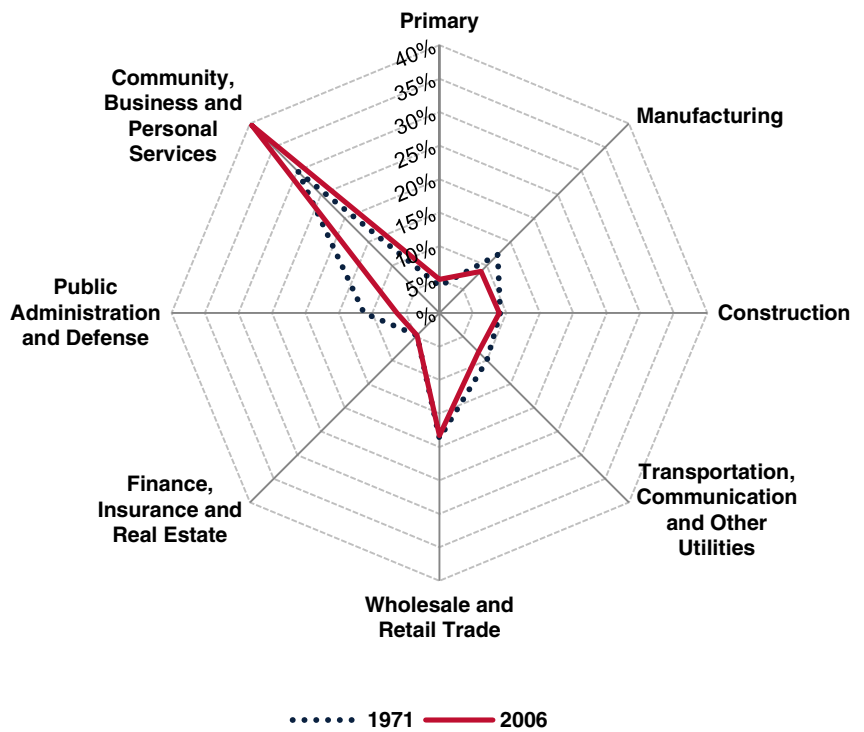 Primary
40%
35%
30%
25%
20%
15%
10%
5%
%
Community,
Business and
Personal
Services
Manufacturing
Public
Administration
and Defense
Construction
Finance,
Insurance and
Real Estate
Transportation,
Communication
and Other
Utilities
Wholesale and
Retail Trade
1971 2006